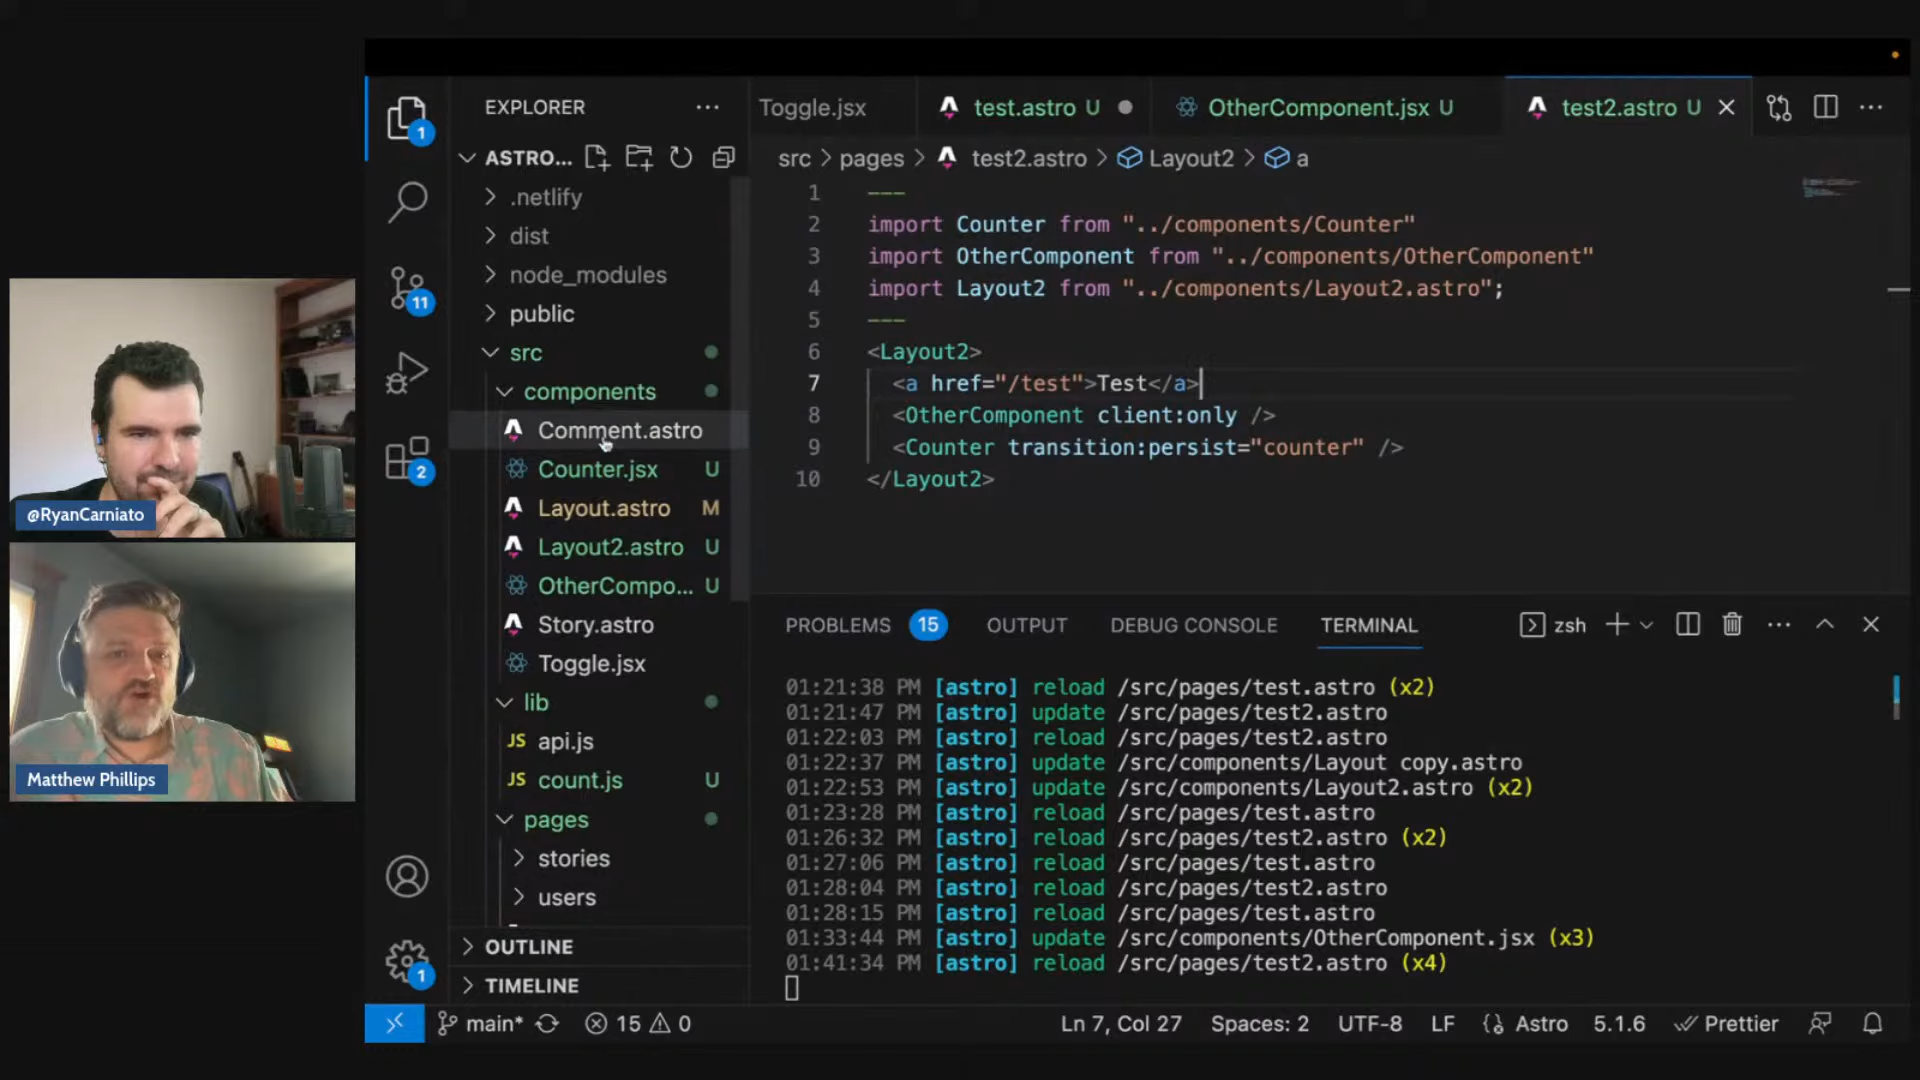 EXPLORER
Toggle.jsx
test.astro U
OtherComponent.jsx U
test2.astro U
1
ASTRO...
src > pages > test2.astro > Layout2 > a
.netlify
dist
node_modules
public
src
components
Comment.astro
Counter.jsx U
Layout.astro M
Layout2.astro U
OtherCompo... U
Story.astro
Toggle.jsx
lib
JS api.js
JS count.js U
pages
stories
users
OUTLINE
TIMELINE
11
2
1
1 ---
2 import Counter from "../components/Counter"
3 import OtherComponent from "../components/OtherComponent"
4 import Layout2 from "../components/Layout2.astro";
5 ---
6 <Layout2>
7 <a href="/test">Test</a>
8 <OtherComponent client:only />
9 <Counter transition:persist="counter" />
10 </Layout2>
PROBLEMS 15 OUTPUT DEBUG CONSOLE TERMINAL zsh
01:21:38 PM [astro] reload /src/pages/test.astro (x2)
01:21:47 PM [astro] update /src/pages/test2.astro
01:22:03 PM [astro] reload /src/pages/test2.astro
01:22:37 PM [astro] update /src/components/Layout copy.astro
01:22:53 PM [astro] update /src/components/Layout2.astro (x2)
01:23:28 PM [astro] reload /src/pages/test.astro
01:26:32 PM [astro] reload /src/pages/test2.astro (x2)
01:27:06 PM [astro] reload /src/pages/test.astro
01:28:04 PM [astro] reload /src/pages/test2.astro
01:28:15 PM [astro] reload /src/pages/test.astro
01:33:44 PM [astro] update /src/components/OtherComponent.jsx (x3)
01:41:34 PM [astro] reload /src/pages/test2.astro (x4)
main* 15 0 Ln 7, Col 27 Spaces: 2 UTF-8 LF Astro 5.1.6 Prettier
@RyanCarniato
Matthew Phillips